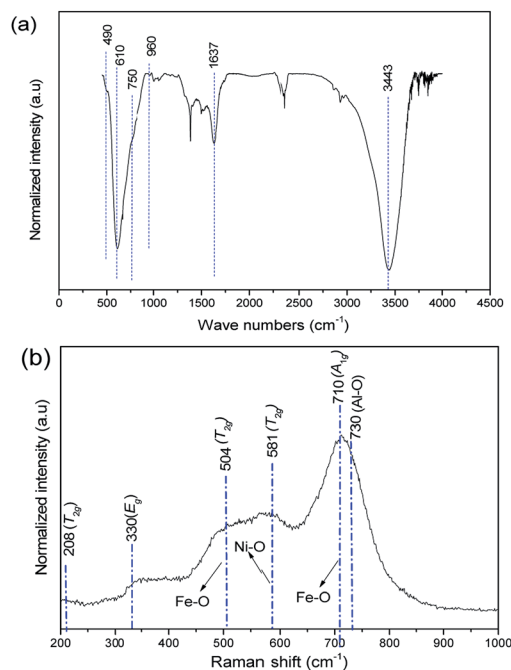 (a)
490
610
750
960
1637
3443
Normalized intensity (a.u)
0 500 1000 1500 2000 2500 3000 3500 4000 4500
Wave numbers (cm⁻¹)
(b)
208 (T₂g)
330(Eg)
504 (T₂g)
581 (T₂g)
710 (A₁g)
730 (Al-O)
Normalized intensity (a.u)
Fe-O
Ni-O
Fe-O
200 300 400 500 600 700 800 900 1000
Raman shift (cm⁻¹)